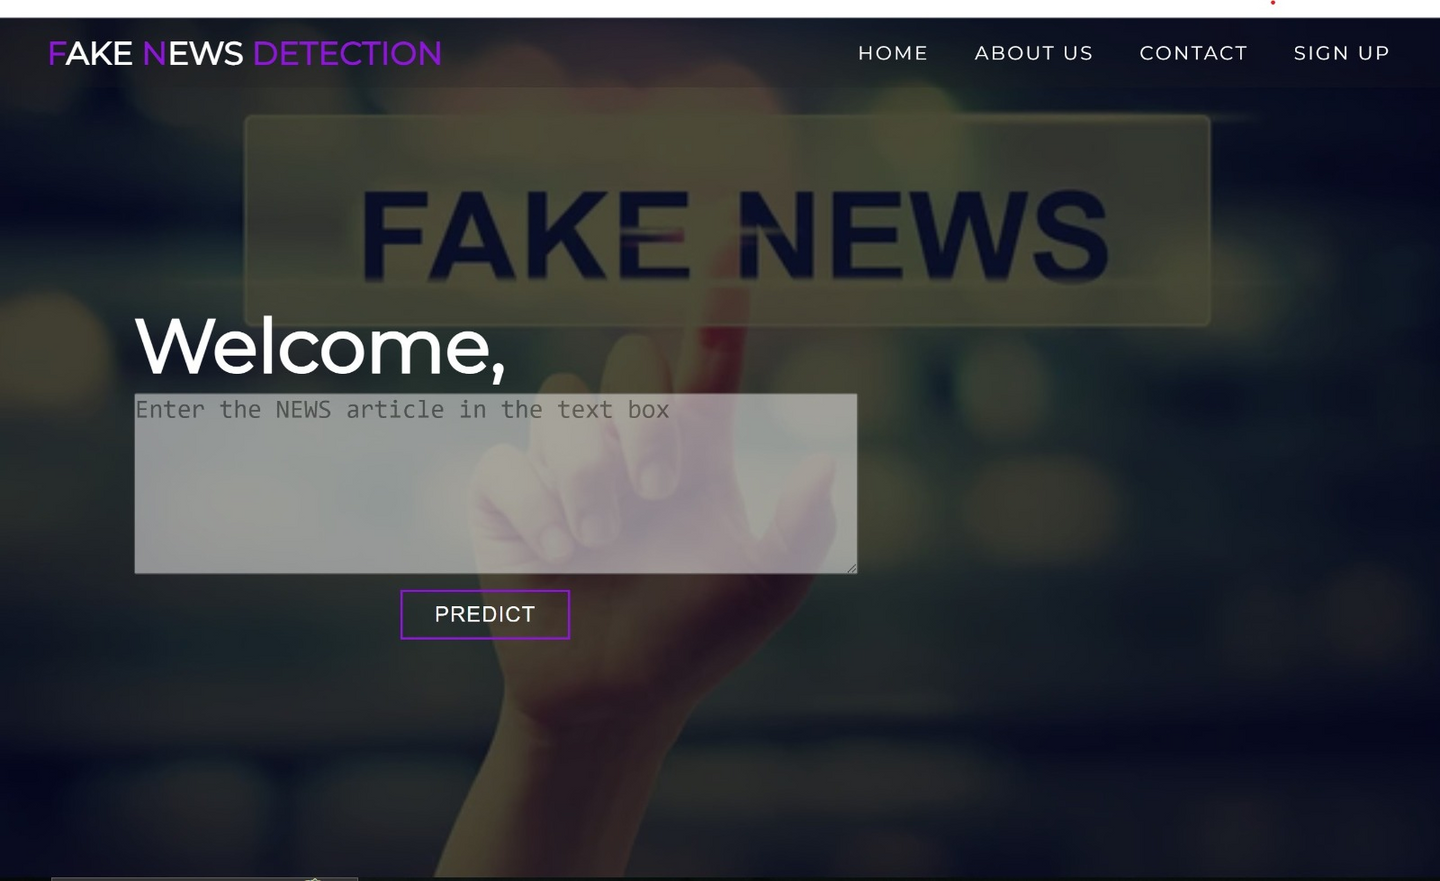 FAKE NEWS DETECTION
HOME ABOUT US CONTACT SIGN UP
FAKE NEWS
Welcome,
Enter the NEWS article in the text box
PREDICT